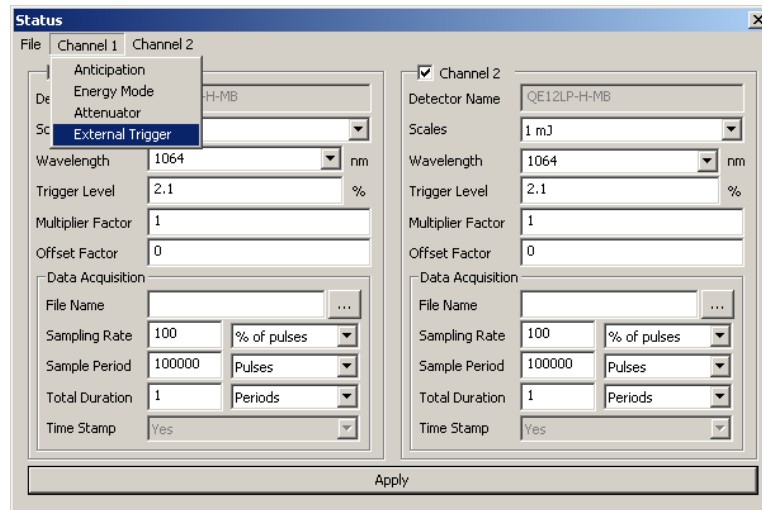 Status
File Channel 1 Channel 2
Anticipation
Energy Mode
Attenuator
External Trigger
-H-MB
Wavelength 1064 nm
Trigger Level 2.1 %
Multiplier Factor 1
Offset Factor 0
Data Acquisition
File Name ...
Sampling Rate 100 % of pulses
Sample Period 100000 Pulses
Total Duration 1 Periods
Time Stamp Yes
Channel 2
Detector Name QE12LP-H-MB
Scales 1 mJ
Wavelength 1064 nm
Trigger Level 2.1 %
Multiplier Factor 1
Offset Factor 0
Data Acquisition
File Name ...
Sampling Rate 100 % of pulses
Sample Period 100000 Pulses
Total Duration 1 Periods
Time Stamp Yes
Apply